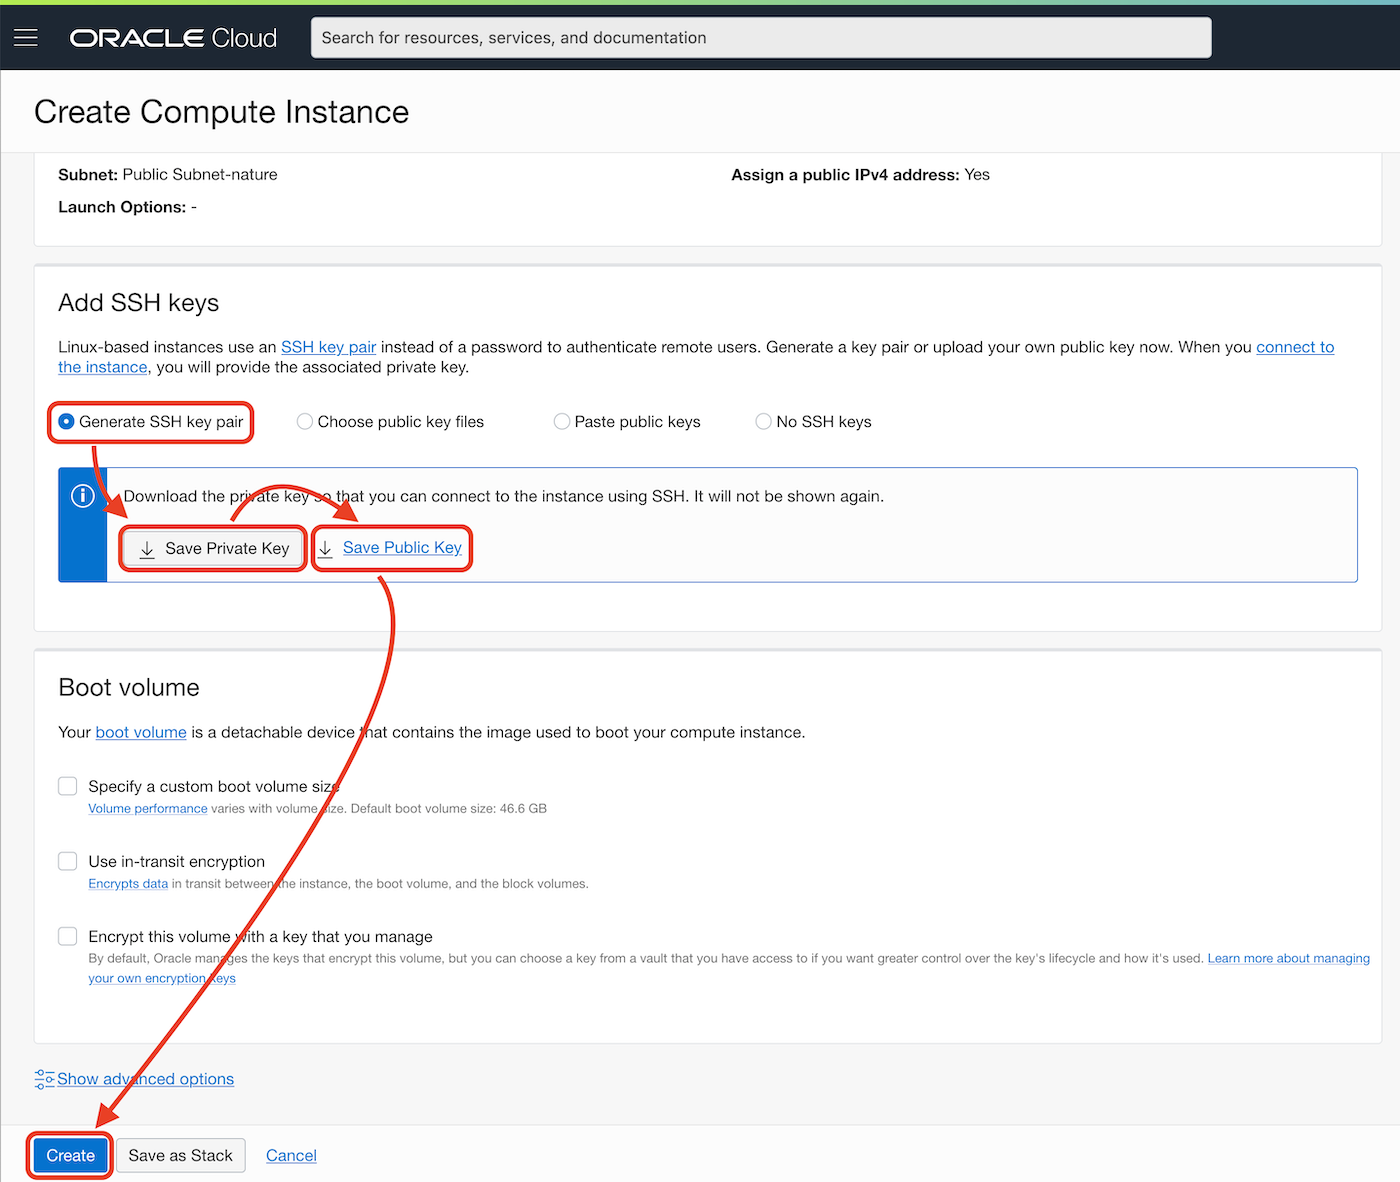 ORACLE Cloud
Search for resources, services, and documentation
Create Compute Instance
Subnet: Public Subnet-nature
Assign a public IPv4 address: Yes
Launch Options: -
Add SSH keys
Linux-based instances use an SSH key pair instead of a password to authenticate remote users. Generate a key pair or upload your own public key now. When you connect to
the instance, you will provide the associated private key.
Generate SSH key pair
Choose public key files
Paste public keys
No SSH keys
Download the private key so that you can connect to the instance using SSH. It will not be shown again.
Save Private Key
Save Public Key
Boot volume
Your boot volume is a detachable device that contains the image used to boot your compute instance.
Specify a custom boot volume size
Volume performance varies with volume size. Default boot volume size: 46.6 GB
Use in-transit encryption
Encrypts data in transit between the instance, the boot volume, and the block volumes.
Encrypt this volume with a key that you manage
By default, Oracle manages the keys that encrypt this volume, but you can choose a key from a vault that you have access to if you want greater control over the key's lifecycle and how it's used. Learn more about managing
your own encryption keys
Show advanced options
Create
Save as Stack
Cancel